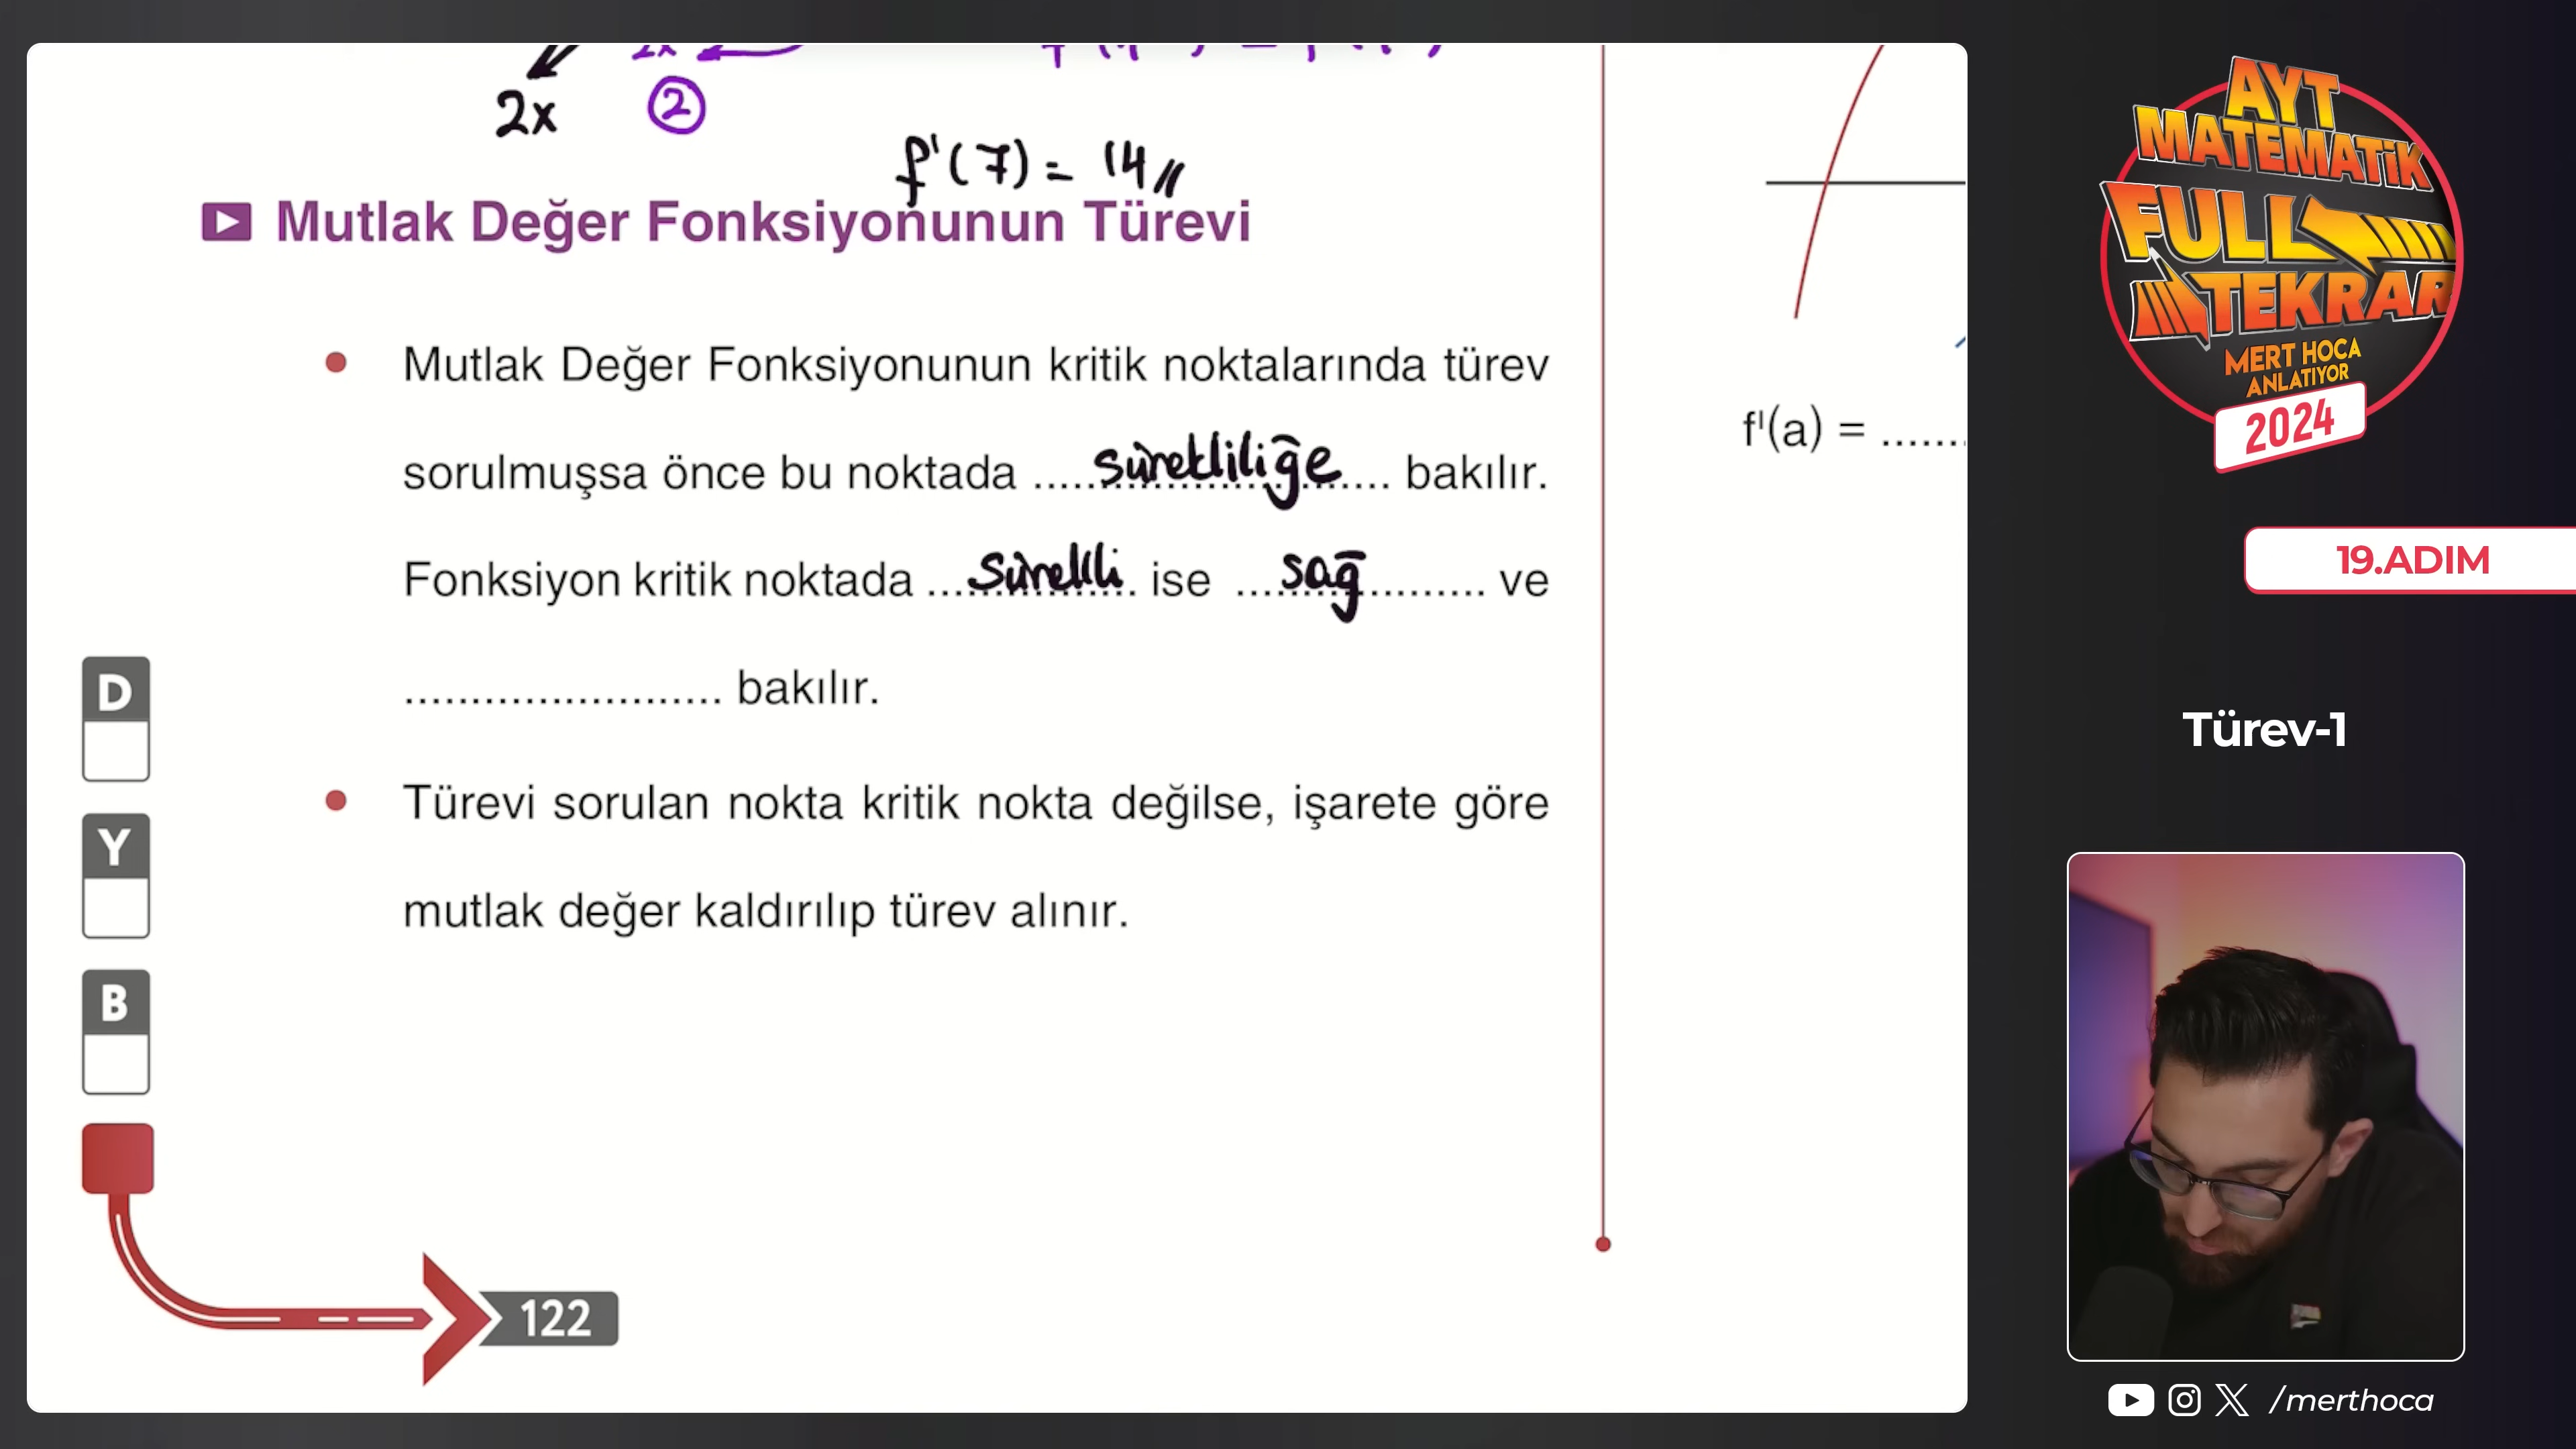 2x
2
f'(7) = 14
Mutlak Değer Fonksiyonunun Türevi
Mutlak Değer Fonksiyonunun kritik noktalarında türev
sorulmuşsa önce bu noktada ....sürekliliğe.... bakılır.
Fonksiyon kritik noktada ....sürekli.... ise ....sağ.... ve
........................ bakılır.
Türevi sorulan nokta kritik nokta değilse, işarete göre
mutlak değer kaldırılıp türev alınır.
D
Y
B
122
f'(a) = .......
AYT
MATEMATİK
FULL
TEKRAR
MERT HOCA
ANLATIYOR
2024
19.ADIM
Türev-1
/merthoca